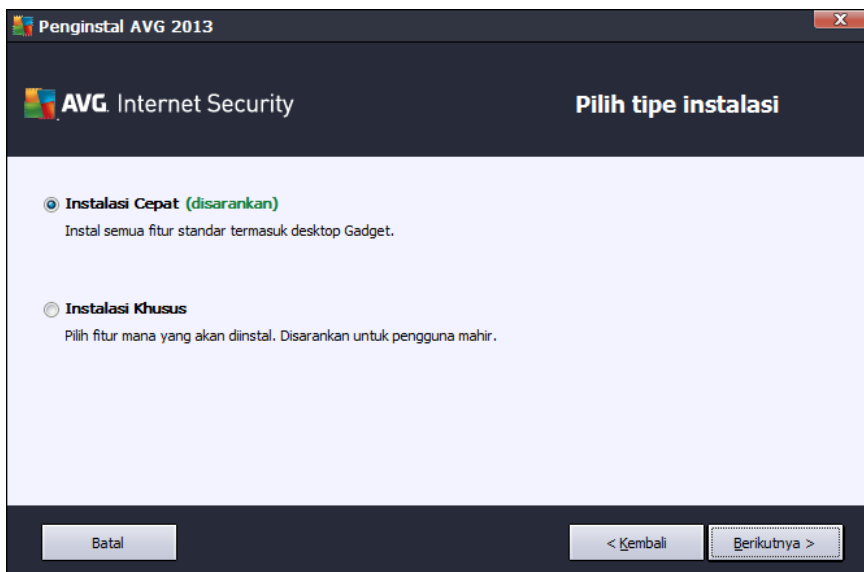 Penginstal AVG 2013
AVG. Internet Security
Pilih tipe instalasi
Instalasi Cepat (disarankan)
Instal semua fitur standar termasuk desktop Gadget.
Instalasi Khusus
Pilih fitur mana yang akan diinstal. Disarankan untuk pengguna mahir.
Batal
< Kembali
Berikutnya >